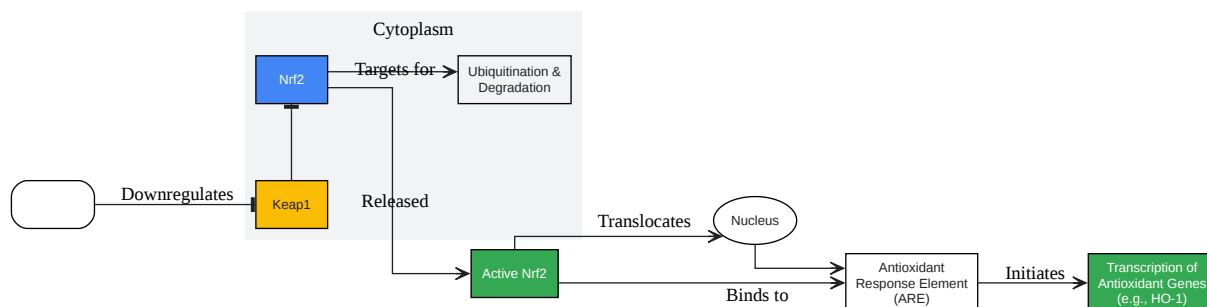 Cytoplasm
Nrf2
Targets for
Ubiquitination &
Degradation
Downregulates
Keap1
Released
Translocates
Nucleus
Active Nrf2
Binds to
Antioxidant
Response Element
(ARE)
Initiates
Transcription of
Antioxidant Genes
(e.g., HO-1)